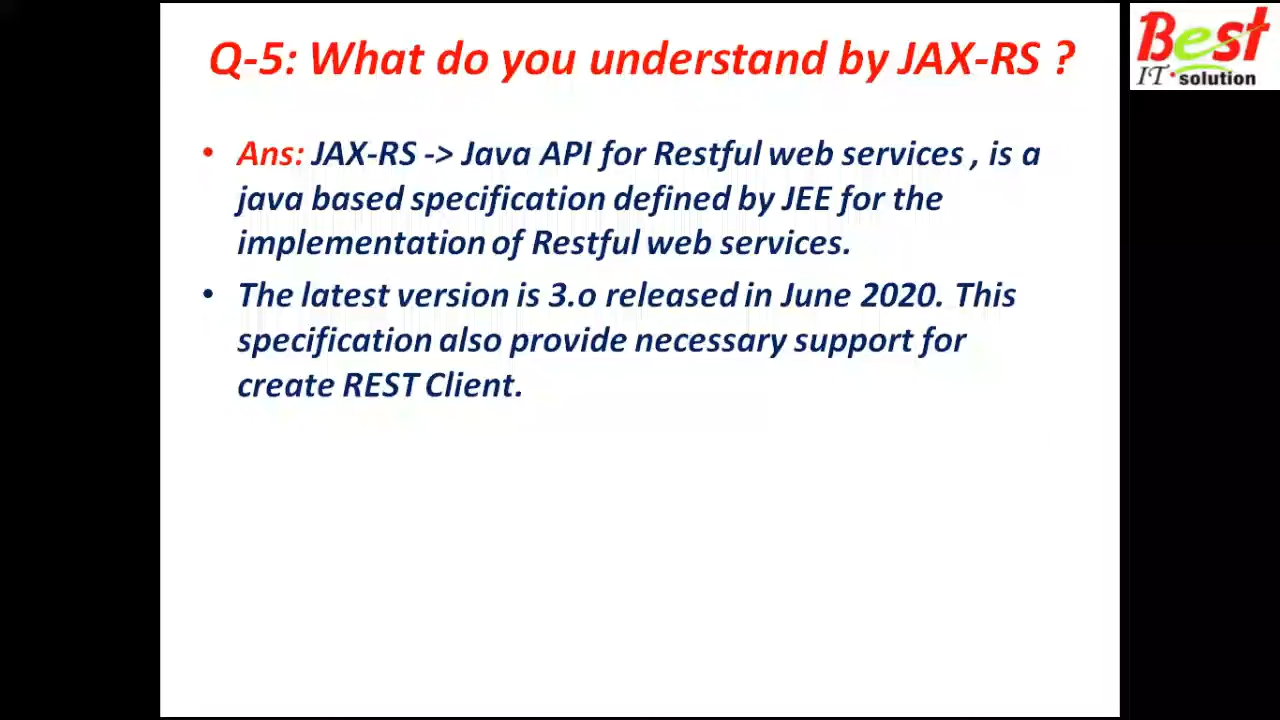 Q-5: What do you understand by JAX-RS ?
Best
IT•solution
• Ans: JAX-RS -> Java API for Restful web services , is a
java based specification defined by JEE for the
implementation of Restful web services.
• The latest version is 3.o released in June 2020. This
specification also provide necessary support for
create REST Client.